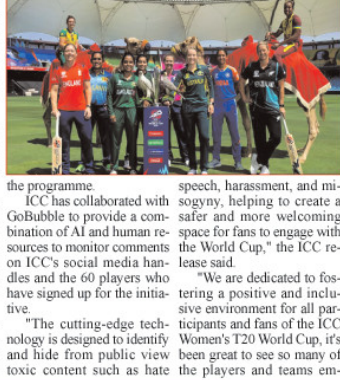 ENGLAND
the programme.
ICC has collaborated with
GoBubble to provide a com-
bination of AI and human re-
sources to monitor comments
on ICC's social media han-
dles and the 60 players who
have signed up for the initia-
tive.
"The cutting-edge tech-
nology is designed to identify
and hide from public view
toxic content such as hate
speech, harassment, and mi-
sogyny, helping to create a
safer and more welcoming
space for fans to engage with
the World Cup," the ICC re-
lease said.
"We are dedicated to fos-
tering a positive and inclu-
sive environment for all par-
ticipants and fans of the ICC
Women's T20 World Cup, it's
been great to see so many of
the players and teams em-